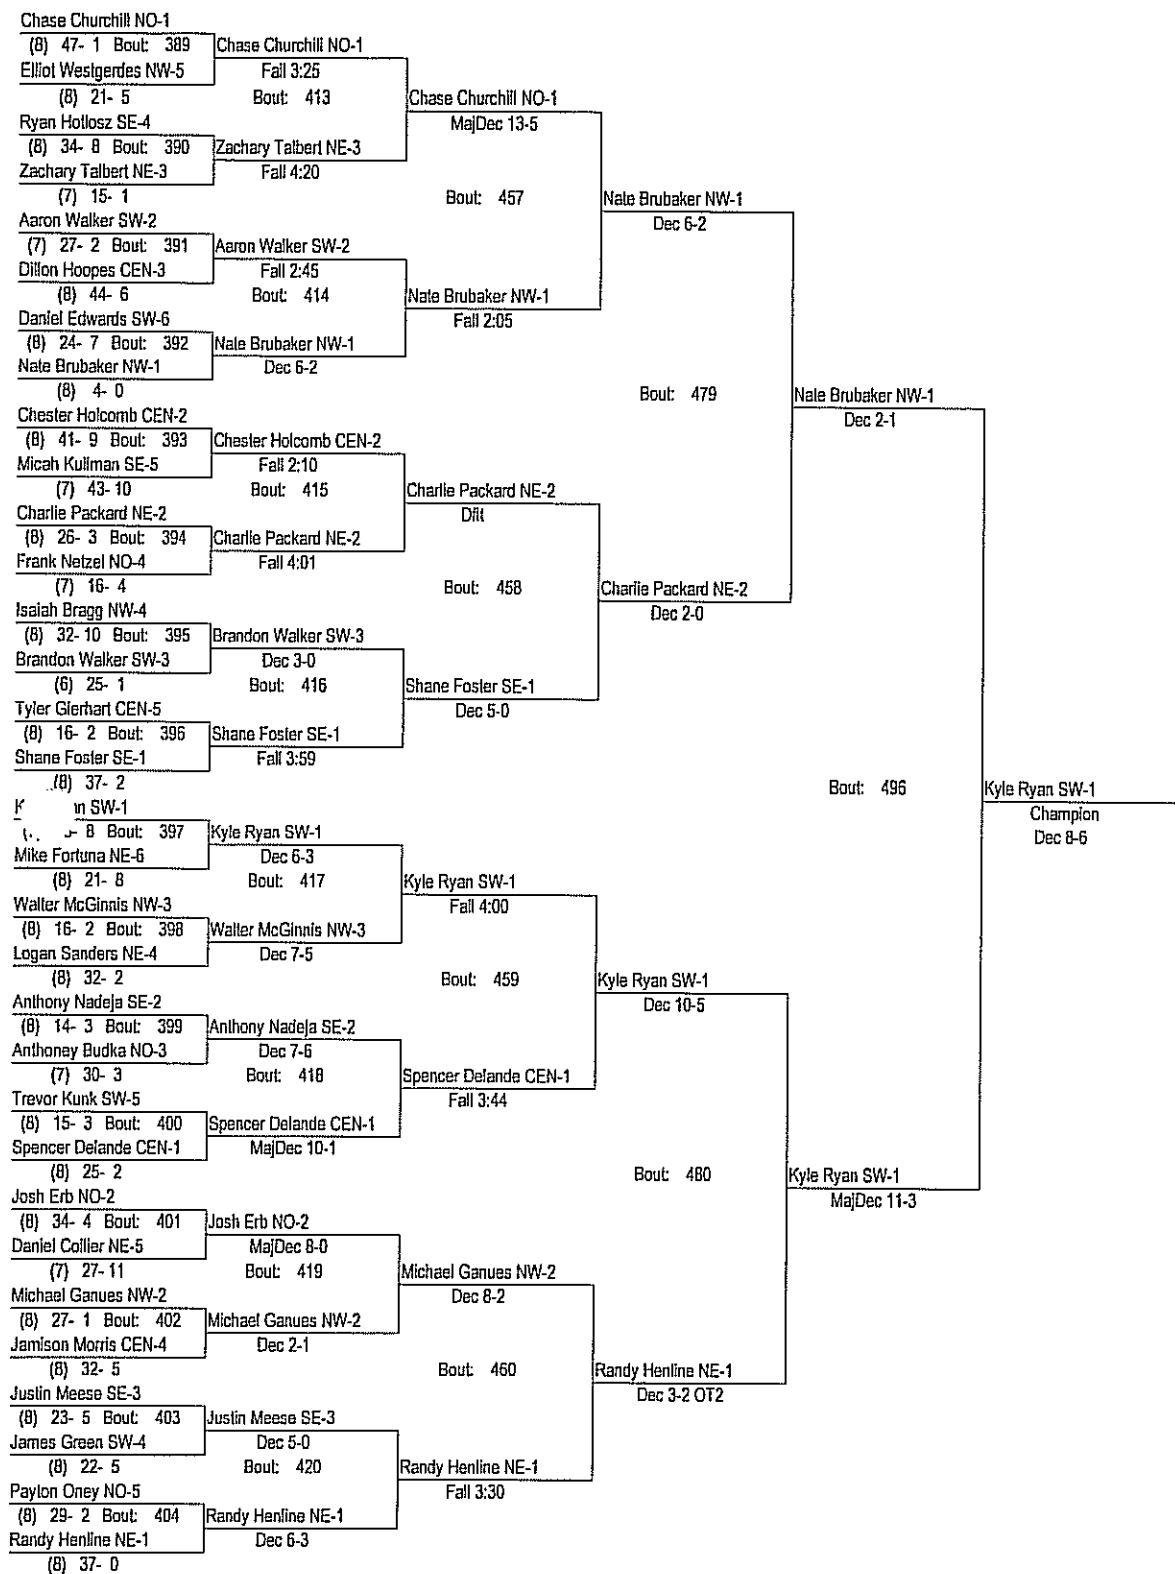 Chase Churchill NO-1
(8) 47- 1 Bout: 389
Elliot Westgerdes NW-5
(8) 21- 5
Ryan Hotlosz SE-4
(8) 34- 8 Bout: 390
Zachary Talbert NE-3
(7) 15- 1
Aaron Walker SW-2
(7) 27- 2 Bout: 391
Dillon Hoopes CEN-3
(8) 44- 6
Daniel Edwards SW-6
(8) 24- 7 Bout: 392
Nate Brubaker NW-1
(8) 4- 0
Chester Holcomb CEN-2
(8) 41- 9 Bout: 393
Micah Kullman SE-5
(7) 43- 10
Charlie Packard NE-2
(8) 26- 3 Bout: 394
Frank Netzel NO-4
(7) 16- 4
Isaiah Bragg NW-4
(8) 32- 10 Bout: 395
Brandon Walker SW-3
(6) 25- 1
Tyler Gierhart CEN-5
(8) 16- 2 Bout: 396
Shane Foster SE-1
(8) 37- 2
SW-1
8 Bout: 397
Mike Fortuna NE-6
(8) 21- 8
Walter McGinnis NW-3
(8) 16- 2 Bout: 398
Logan Sanders NE-4
(8) 32- 2
Anthony Nadeja SE-2
(8) 14- 3 Bout: 399
Anthoney Budka NO-3
(7) 30- 3
Trevor Kunk SW-5
(8) 15- 3 Bout: 400
Spencer Delande CEN-1
(8) 25- 2
Josh Erb NO-2
(8) 34- 4 Bout: 401
Daniel Collier NE-5
(7) 27- 11
Michael Ganues NW-2
(8) 27- 1 Bout: 402
Jamison Morris CEN-4
(8) 32- 5
Justin Meese SE-3
(8) 23- 5 Bout: 403
James Green SW-4
(8) 22- 5
Payton Oney NO-5
(8) 29- 2 Bout: 404
Randy Henline NE-1
(8) 37- 0
Chase Churchill NO-1
Fall 3:25
Bout: 413
Zachary Talbert NE-3
Fall 4:20
Aaron Walker SW-2
Fall 2:45
Bout: 414
Nate Brubaker NW-1
Dec 6-2
Chester Holcomb CEN-2
Fall 2:10
Bout: 415
Charlie Packard NE-2
Fall 4:01
Brandon Walker SW-3
Dec 3-0
Bout: 416
Shane Foster SE-1
Fall 3:59
Kyle Ryan SW-1
Dec 6-3
Bout: 417
Walter McGinnis NW-3
Dec 7-5
Anthony Nadeja SE-2
Dec 7-6
Bout: 418
Spencer Delande CEN-1
MajDec 10-1
Josh Erb NO-2
MajDec 8-0
Bout: 419
Michael Ganues NW-2
Dec 2-1
Justin Meese SE-3
Dec 5-0
Bout: 420
Randy Henline NE-1
Dec 6-3
Chase Churchill NO-1
MajDec 13-5
Bout: 457
Nate Brubaker NW-1
Fall 2:05
Charlie Packard NE-2
Dflt
Bout: 458
Shane Foster SE-1
Dec 5-0
Kyle Ryan SW-1
Fall 4:00
Bout: 459
Spencer Delande CEN-1
Fall 3:44
Michael Ganues NW-2
Dec 8-2
Bout: 460
Randy Henline NE-1
Fall 3:30
Nate Brubaker NW-1
Dec 6-2
Bout: 479
Charlie Packard NE-2
Dec 2-0
Kyle Ryan SW-1
Dec 10-5
Bout: 480
Randy Henline NE-1
Dec 3-2 OT2
Nate Brubaker NW-1
Dec 2-1
Bout: 496
Kyle Ryan SW-1
MajDec 11-3
Kyle Ryan SW-1
Champion
Dec 8-6